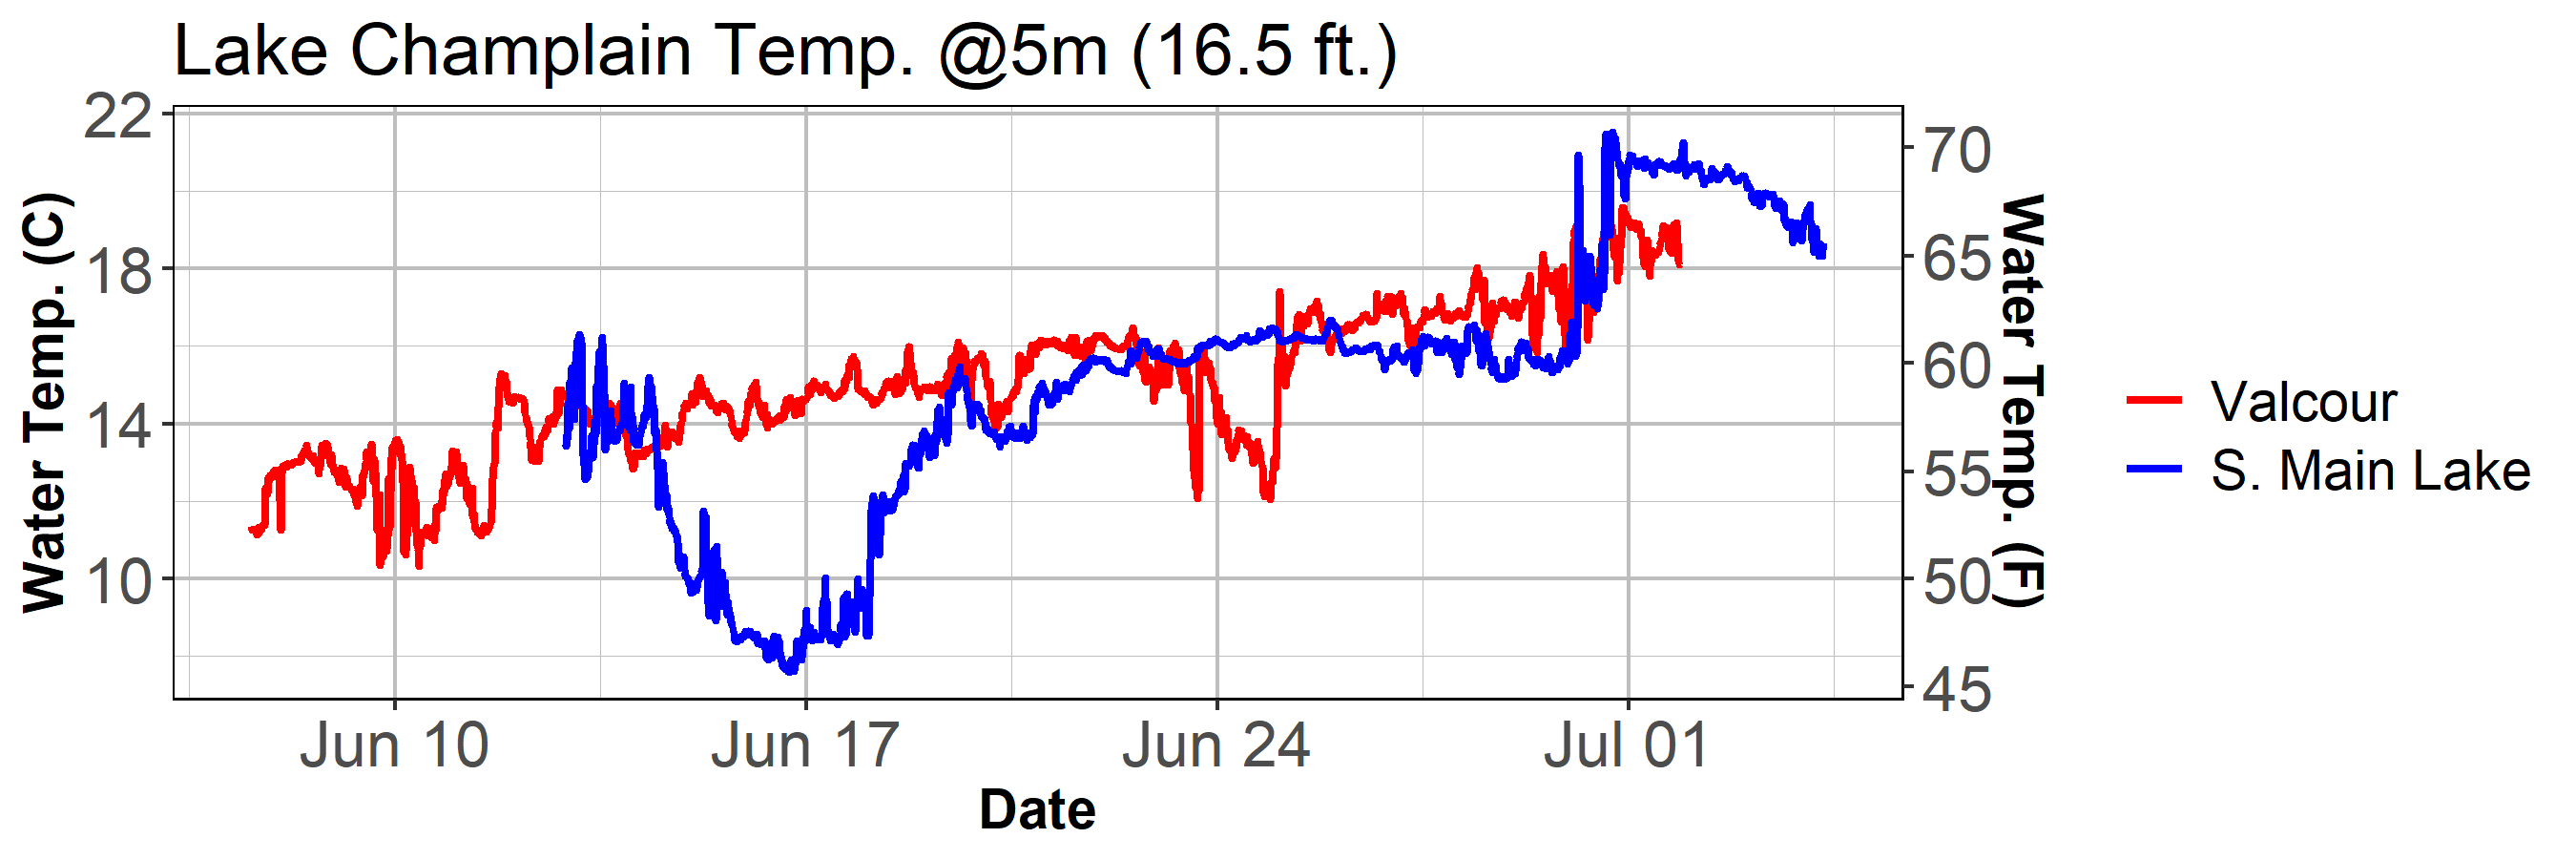 Lake Champlain Temp. @5m (16.5 ft.)
Water Temp. (C)
22
18
14
10
70
65
60
55
50
45
Water Temp. (F)
Jun 10
Jun 17
Jun 24
Jul 01
Date
Valcour
S. Main Lake